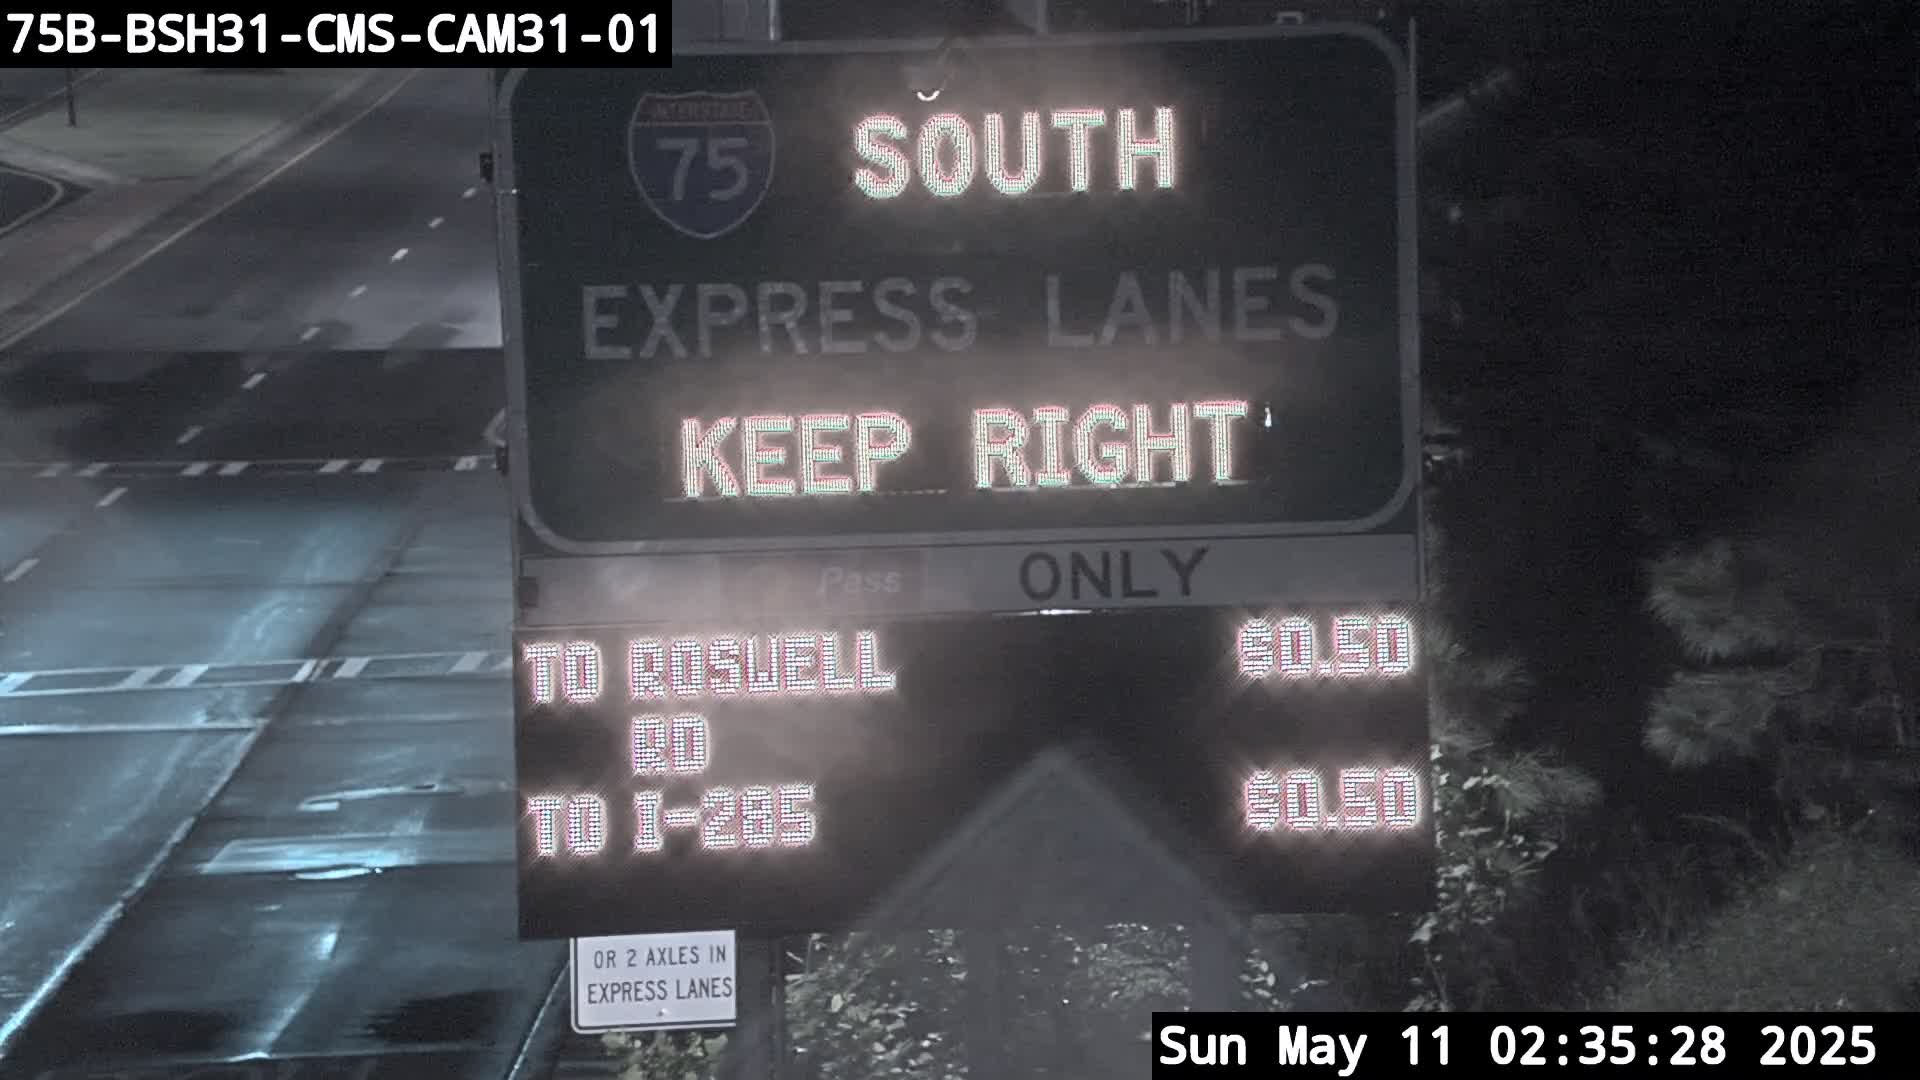 75B-BSH31-CMS-CAM31-01
INTERSTATE
75
SOUTH
EXPRESS LANES
KEEP RIGHT
Pass ONLY
TO ROSWELL $0.50
RD
TO I-285 $0.50
OR 2 AXLES IN
EXPRESS LANES
Sun May 11 02:35:28 2025